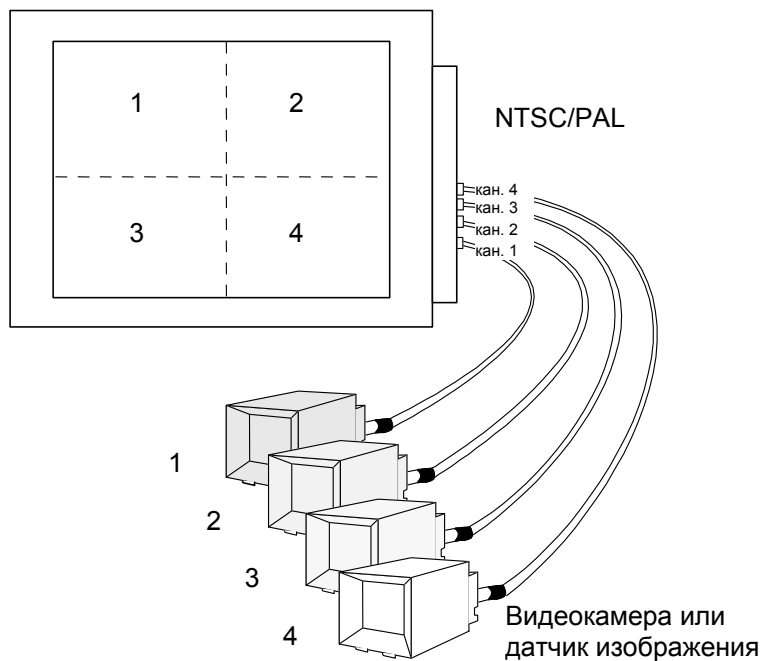 1 2
NTSC/PAL
3 4
кан. 4
кан. 3
кан. 2
кан. 1
1
2
3
4
Видеокамера или
датчик изображения